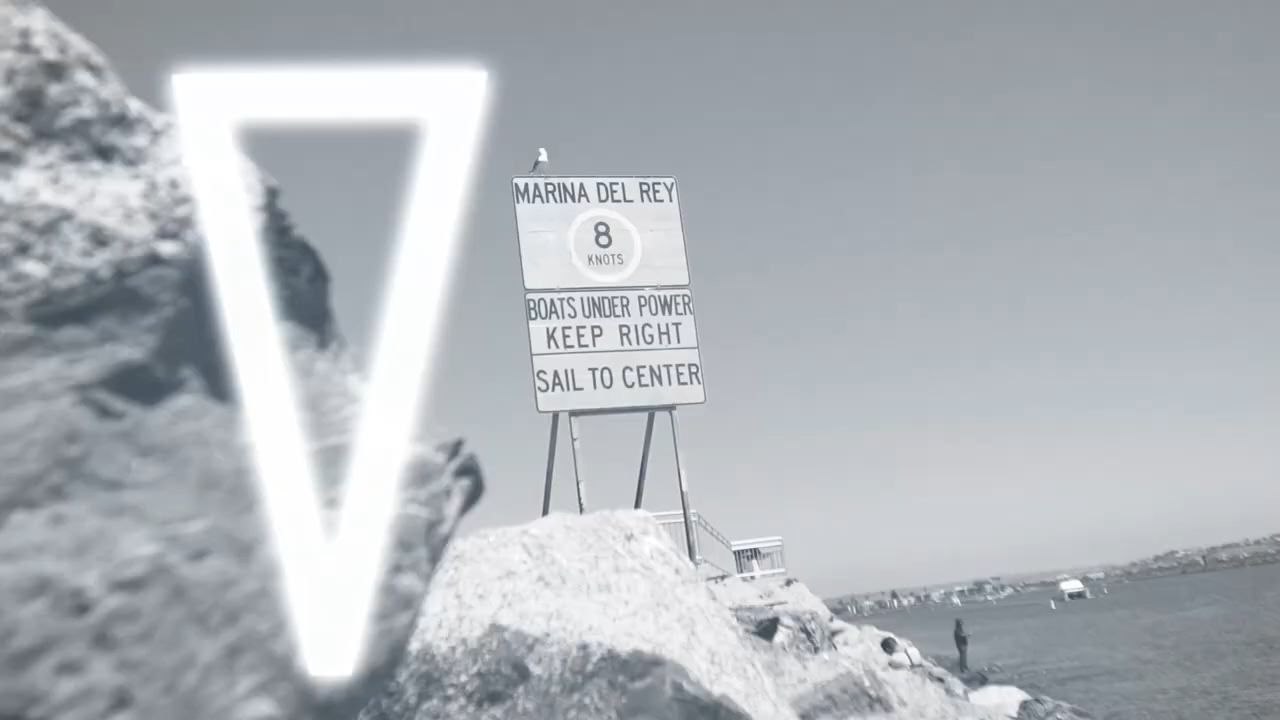 MARINA DEL REY
8
KNOTS
BOATS UNDER POWER
KEEP RIGHT
SAIL TO CENTER